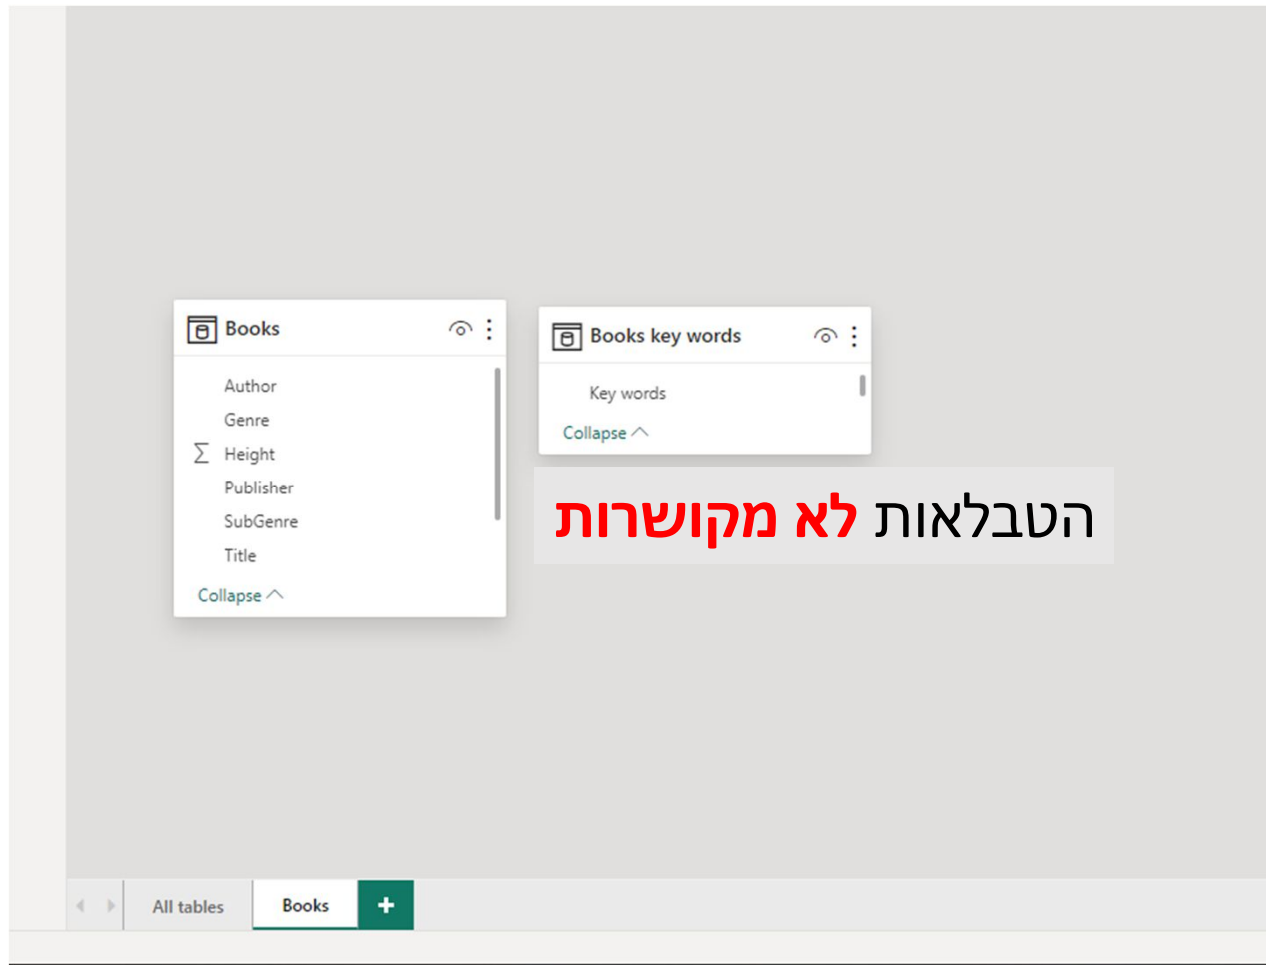 Books
Author
Genre
Height
Publisher
SubGenre
Title
Collapse
Books key words
Key words
Collapse
הטבלאות לא מקושרות
All tables
Books
+